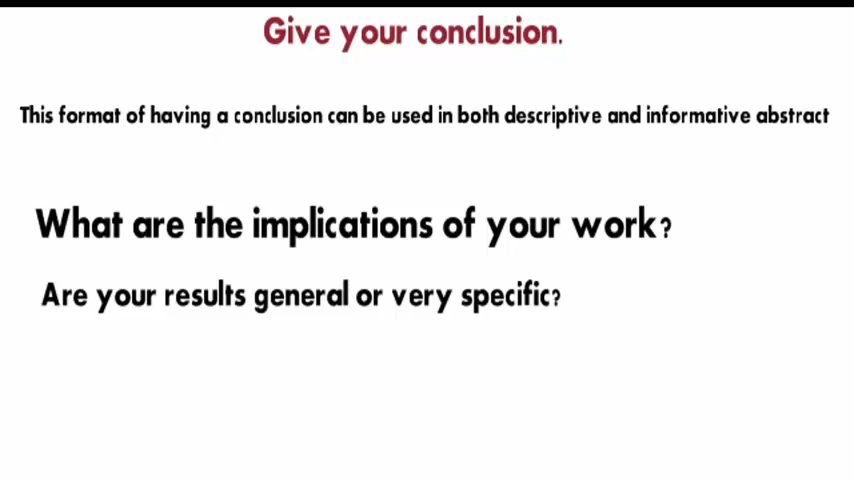 Give your conclusion.
This format of having a conclusion can be used in both descriptive and informative abstract
What are the implications of your work?
Are your results general or very specific?